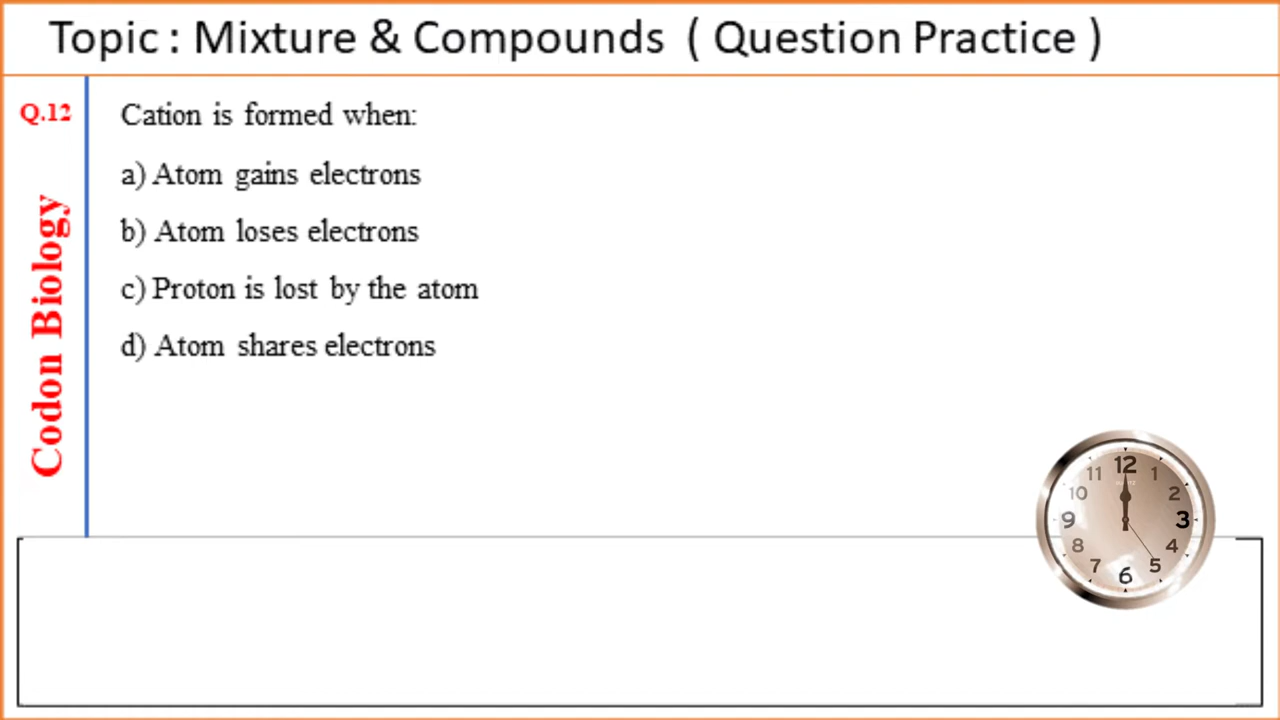 Topic : Mixture & Compounds ( Question Practice )
Q.12
Cation is formed when:
a) Atom gains electrons
b) Atom loses electrons
c) Proton is lost by the atom
d) Atom shares electrons
Codon Biology
12
1
2
3
4
5
6
7
8
9
10
11